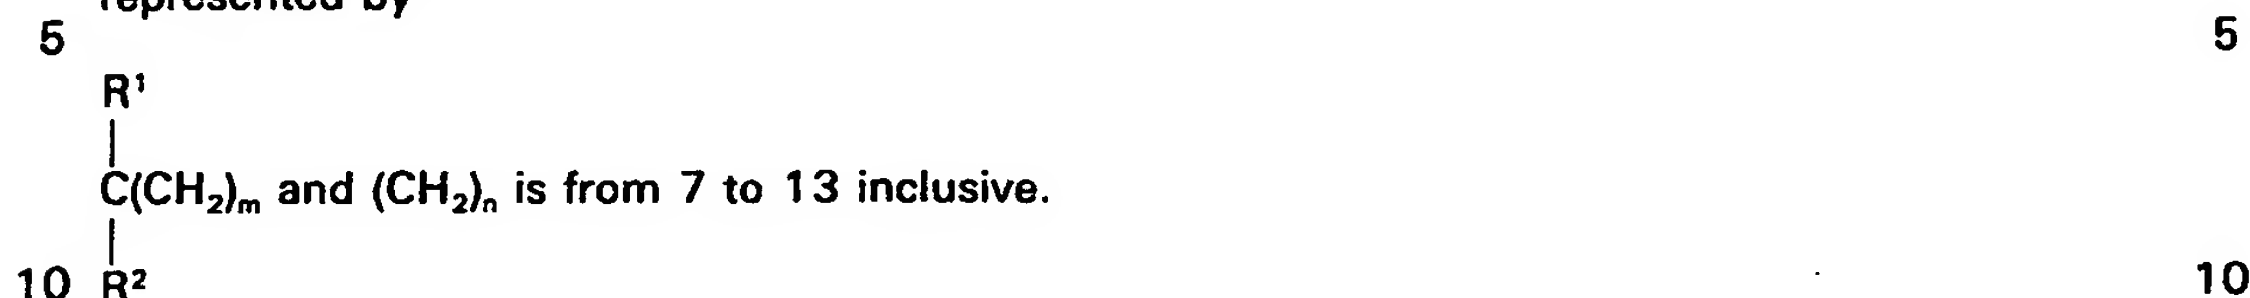 represented by
5 5
R¹
|
C(CH₂)ₘ and (CH₂)ₙ is from 7 to 13 inclusive.
|
10 R² 10